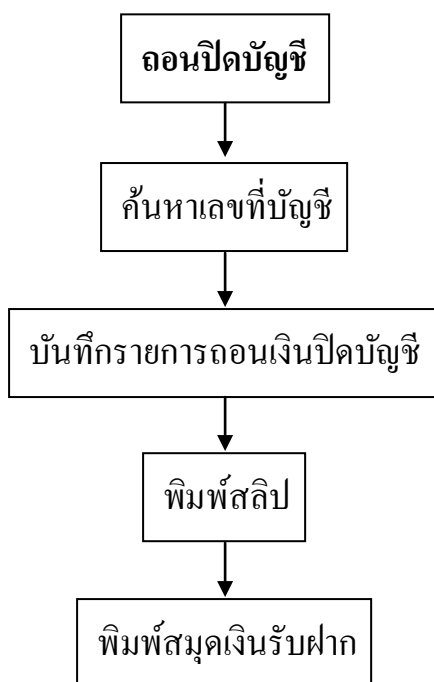 ถอนปิดบัญชี
ค้นหาเลขที่บัญชี
บันทึกรายการถอนเงินปิดบัญชี
พิมพ์สลิป
พิมพ์สมุดเงินรับฝาก